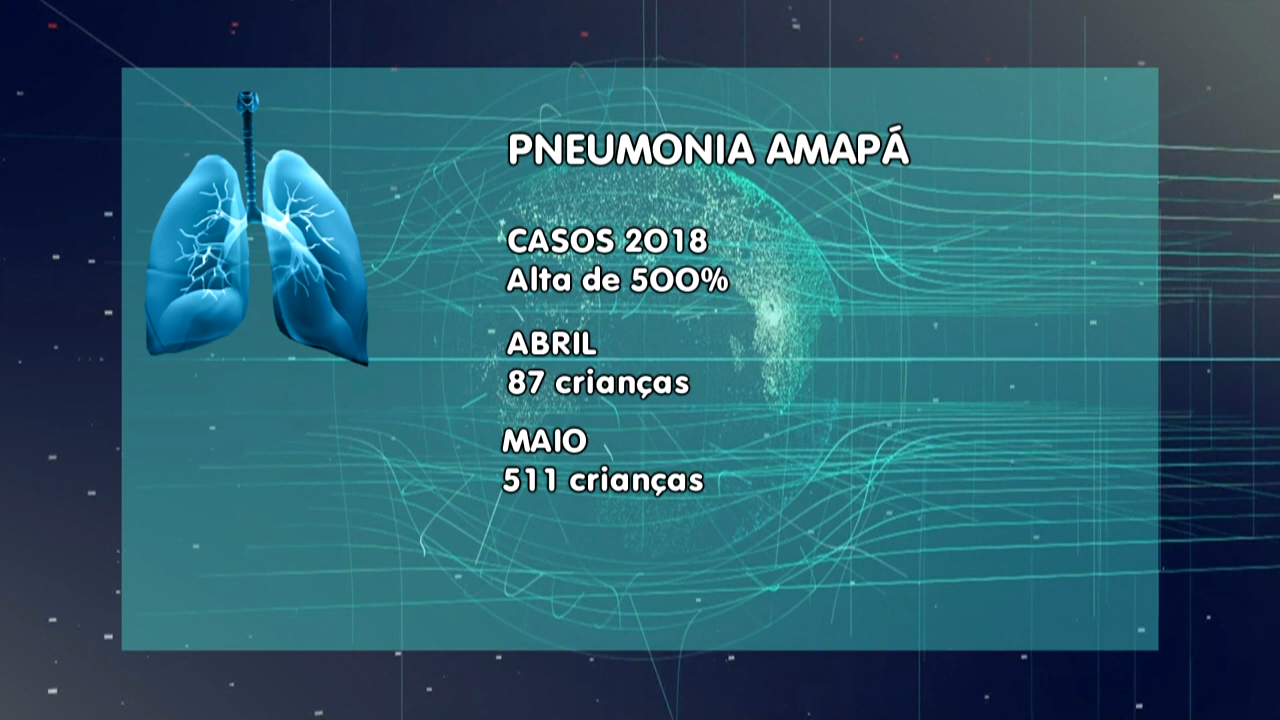 PNEUMONIA AMAPÁ
CASOS 2018
Alta de 500%
ABRIL
87 crianças
MAIO
511 crianças